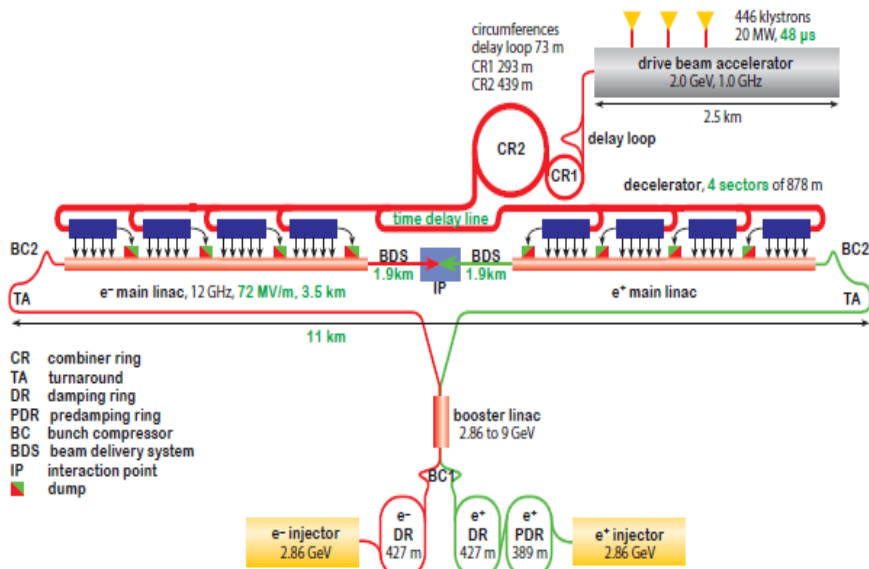 446 klystrons
20 MW, 48 μs
circumferences
delay loop 73 m
CR1 293 m
CR2 439 m
drive beam accelerator
2.0 GeV, 1.0 GHz
2.5 km
delay loop
CR2
CR1
decelerator, 4 sectors of 878 m
time delay line
BC2
BDS
1.9km
IP
BDS
1.9km
BC2
TA
e– main linac, 12 GHz, 72 MV/m, 3.5 km
e+ main linac
TA
11 km
CR combiner ring
TA turnaround
DR damping ring
PDR predamping ring
BC bunch compressor
BDS beam delivery system
IP interaction point
dump
booster linac
2.86 to 9 GeV
BC1
e– injector
2.86 GeV
e–
DR
427 m
e+
DR
427 m
e+
PDR
389 m
e+ injector
2.86 GeV